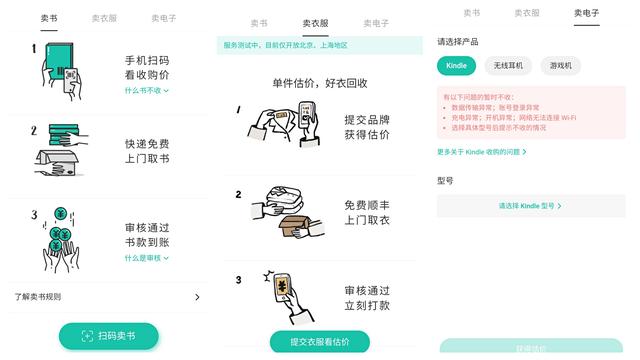 卖书
卖衣服
卖电子
1
手机扫码
看收购价
什么书不收
2
快递免费
上门取书
3
审核通过
书款到账
什么是审核
了解卖书规则
扫码卖书
卖书
卖衣服
卖电子
服务测试中，目前仅开放北京、上海地区
单件估价，好衣回收
1
提交品牌
获得估价
2
免费顺丰
上门取衣
3
审核通过
立刻打款
提交衣服看估价
卖书
卖衣服
卖电子
请选择产品
Kindle
无线耳机
游戏机
有以下问题的暂时不收：
• 数据传输异常；账号登录异常
• 充电异常；开机异常；网络无法连接 Wi-Fi
• 选择具体型号后提示不收的情况
更多关于 Kindle 收购的问题
型号
请选择 Kindle 型号
获得估价